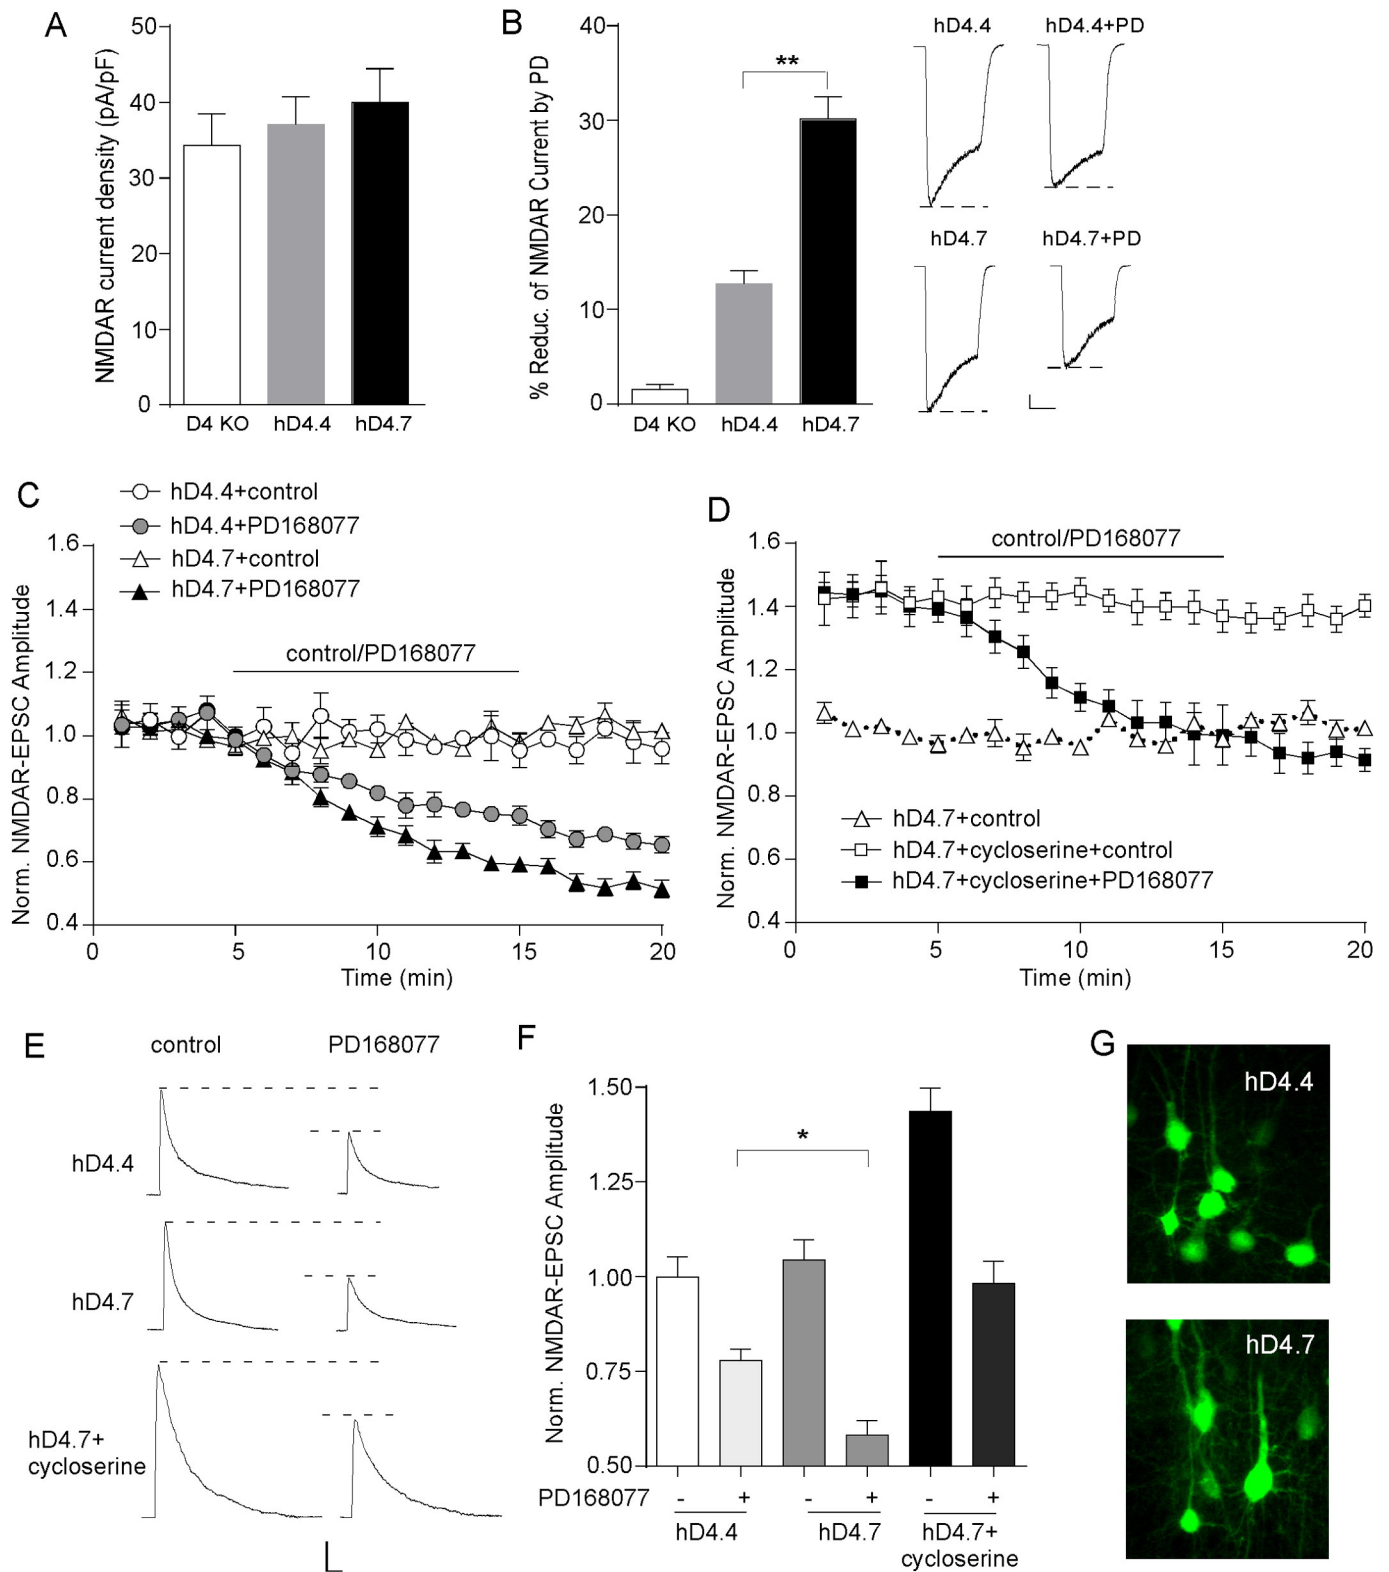 A
NMDAR current density (pA/pF)
50
40
30
20
10
0
D4 KO
hD4.4
hD4.7
B
% Reduc. of NMDAR Current by PD
40
30
20
10
0
**
D4 KO
hD4.4
hD4.7
hD4.4
hD4.4+PD
hD4.7
hD4.7+PD
C
hD4.4+control
hD4.4+PD168077
hD4.7+control
hD4.7+PD168077
Norm. NMDAR-EPSC Amplitude
1.6
1.4
1.2
1.0
0.8
0.6
0.4
control/PD168077
0
5
10
15
20
Time (min)
D
Norm. NMDAR-EPSC Amplitude
1.6
1.4
1.2
1.0
0.8
0.6
0.4
control/PD168077
hD4.7+control
hD4.7+cycloserine+control
hD4.7+cycloserine+PD168077
0
5
10
15
20
Time (min)
E
control
PD168077
hD4.4
hD4.7
hD4.7+
cycloserine
F
Norm. NMDAR-EPSC Amplitude
1.50
1.25
1.00
0.75
0.50
*
PD168077 - + - + - +
hD4.4
hD4.7
hD4.7+
cycloserine
G
hD4.4
hD4.7